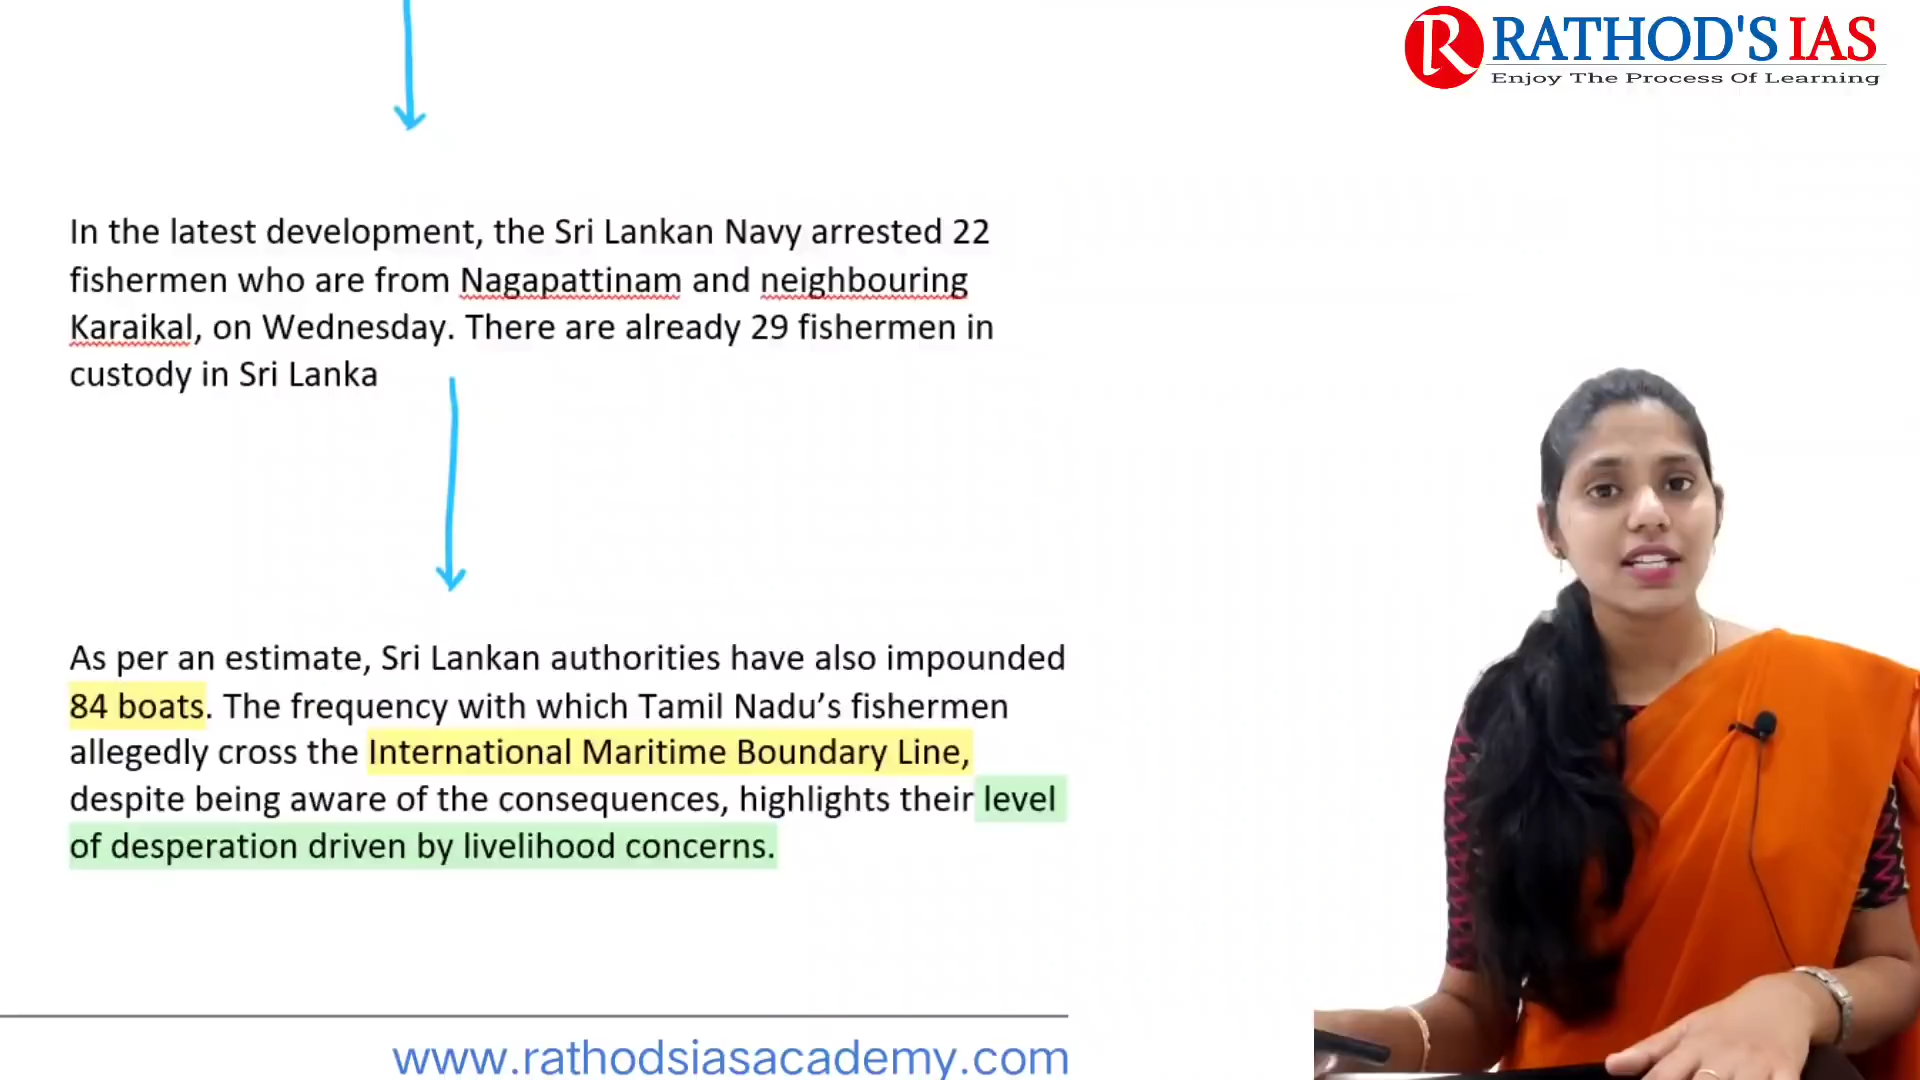 RATHOD'S IAS
Enjoy The Process Of Learning
In the latest development, the Sri Lankan Navy arrested 22
fishermen who are from Nagapattinam and neighbouring
Karaikal, on Wednesday. There are already 29 fishermen in
custody in Sri Lanka
As per an estimate, Sri Lankan authorities have also impounded
84 boats. The frequency with which Tamil Nadu’s fishermen
allegedly cross the International Maritime Boundary Line,
despite being aware of the consequences, highlights their level
of desperation driven by livelihood concerns.
www.rathodsiasacademy.com